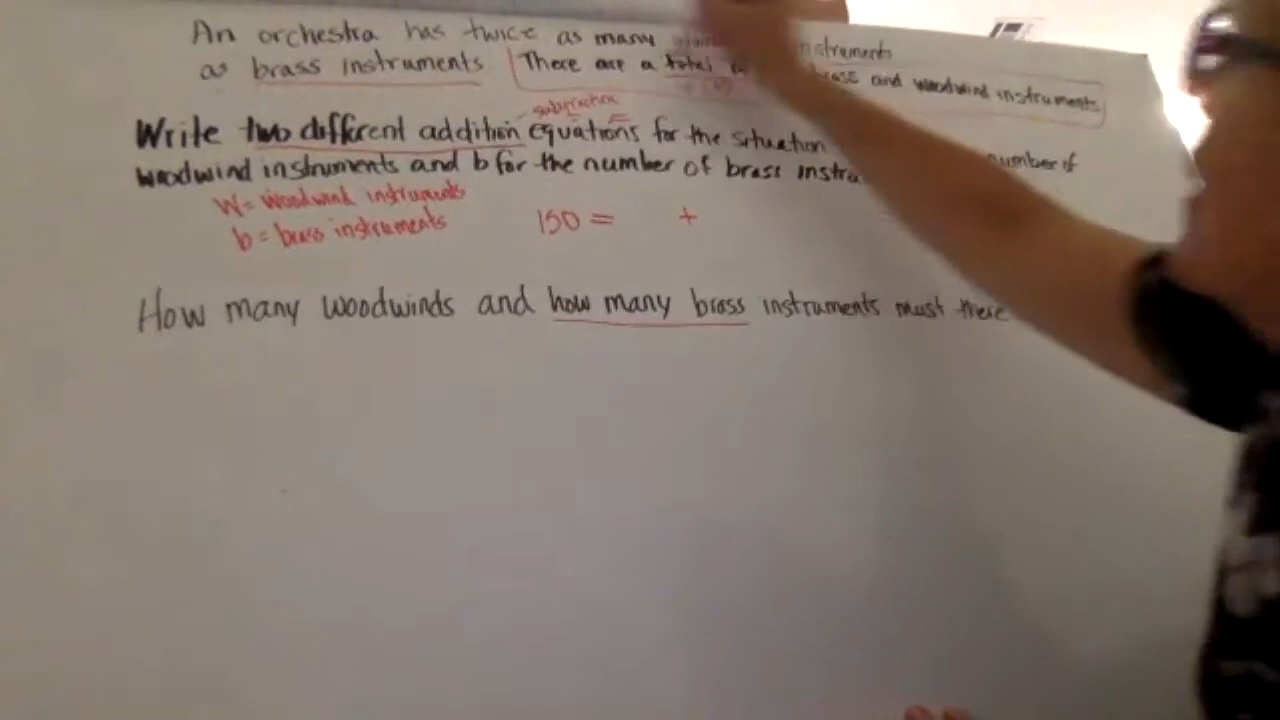 An orchestra has twice as many instruments
as brass instruments There are a total brass and woodwind instruments
subtraction
Write two different addition equations for the situation number of
woodwind instruments and b for the number of brass
W = woodwind instruments
b = brass instruments 150 = +
How many woodwinds and how many brass instruments must there